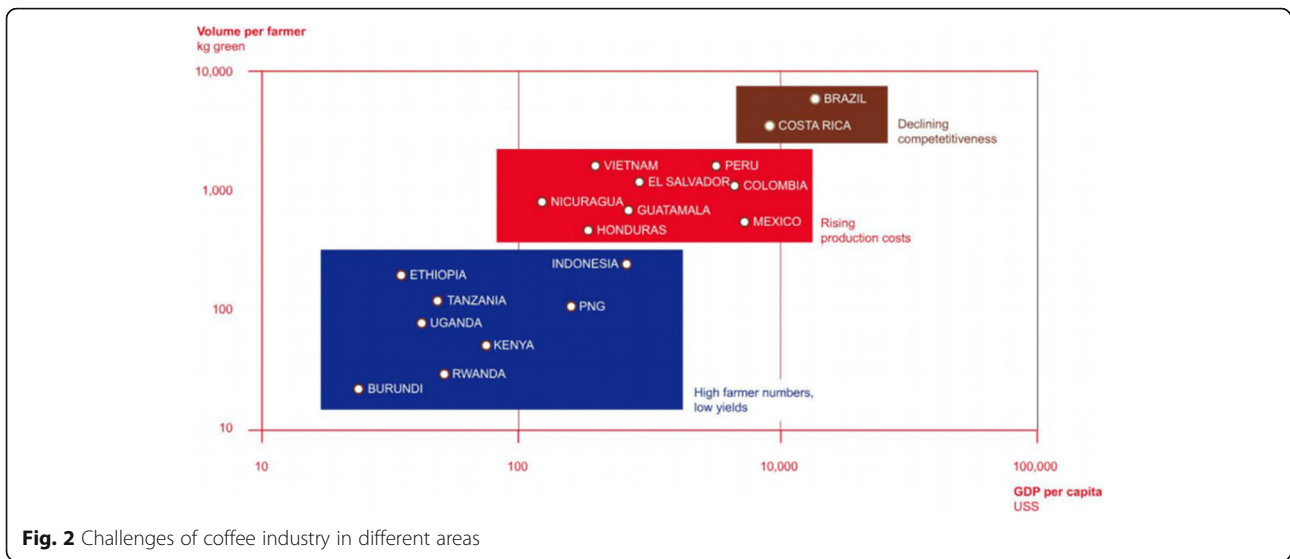 Volume per farmer
kg green
10,000
BRAZIL
COSTA RICA
Declining
competetitiveness
VIETNAM
PERU
EL SALVADOR
COLOMBIA
1,000
NICURAGUA
GUATAMALA
MEXICO
HONDURAS
Rising
production costs
INDONESIA
ETHIOPIA
TANZANIA
PNG
100
UGANDA
KENYA
RWANDA
BURUNDI
High farmer numbers,
low yields
10
10
100
10,000
100,000
GDP per capita
USS
Fig. 2 Challenges of coffee industry in different areas